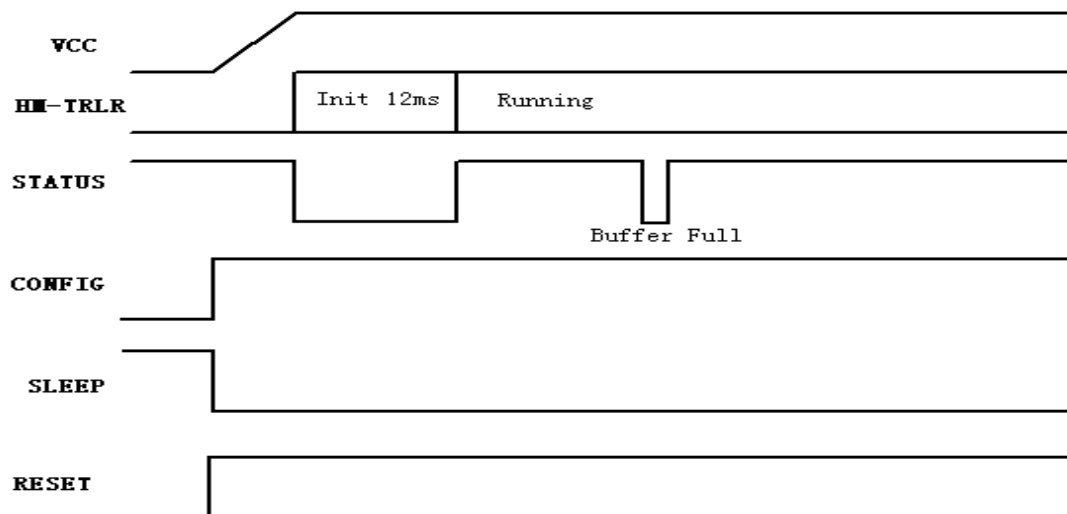 VCC
HM-TRLR
Init 12ms
Running
STATUS
Buffer Full
CONFIG
SLEEP
RESET